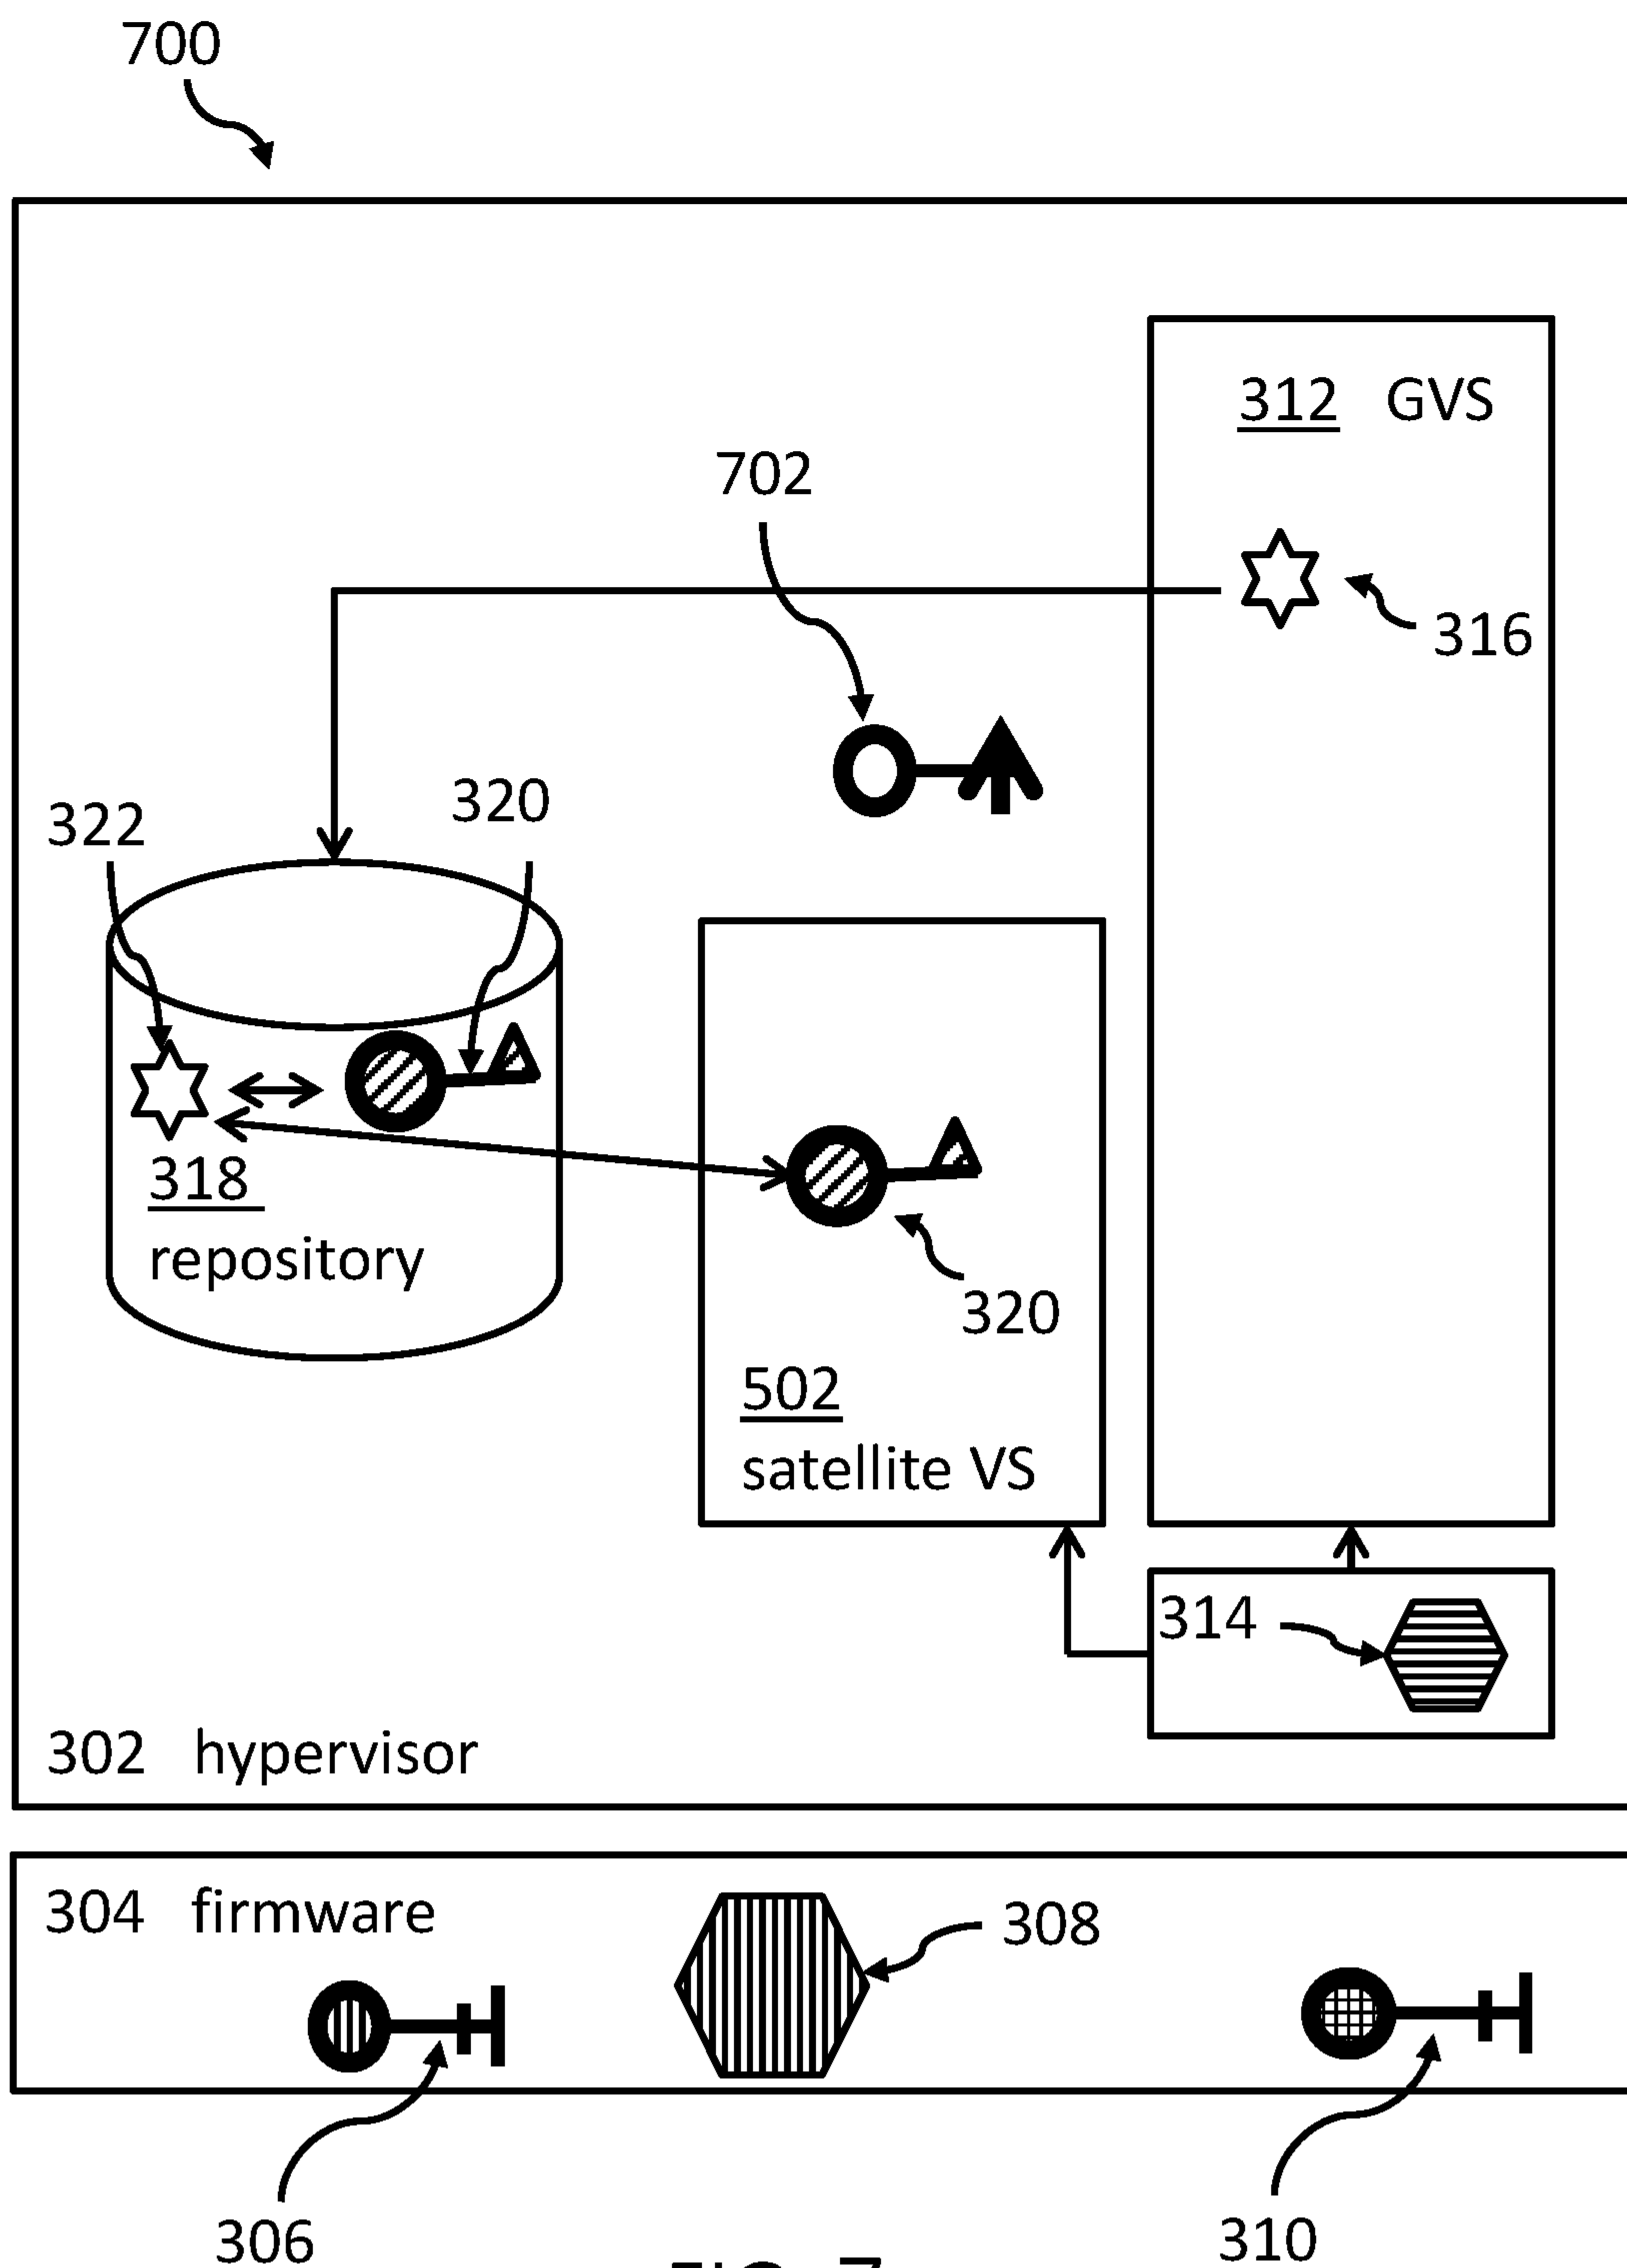 700
312 GVS
702
316
320
322
318
repository
320
502
satellite VS
314
302 hypervisor
304 firmware
308
306
310